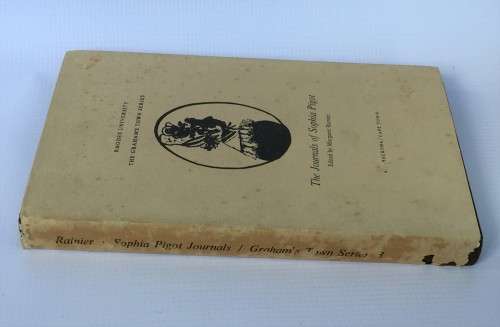 RHODES UNIVERSITY
THE GRAHAM'S TOWN SERIES
The Journals of Sophia Pigot
Edited by Margaret Rainier
BALKEMA / CAPE TOWN
Rainier · Sophia Pigot Journals / Graham's Town Series 3